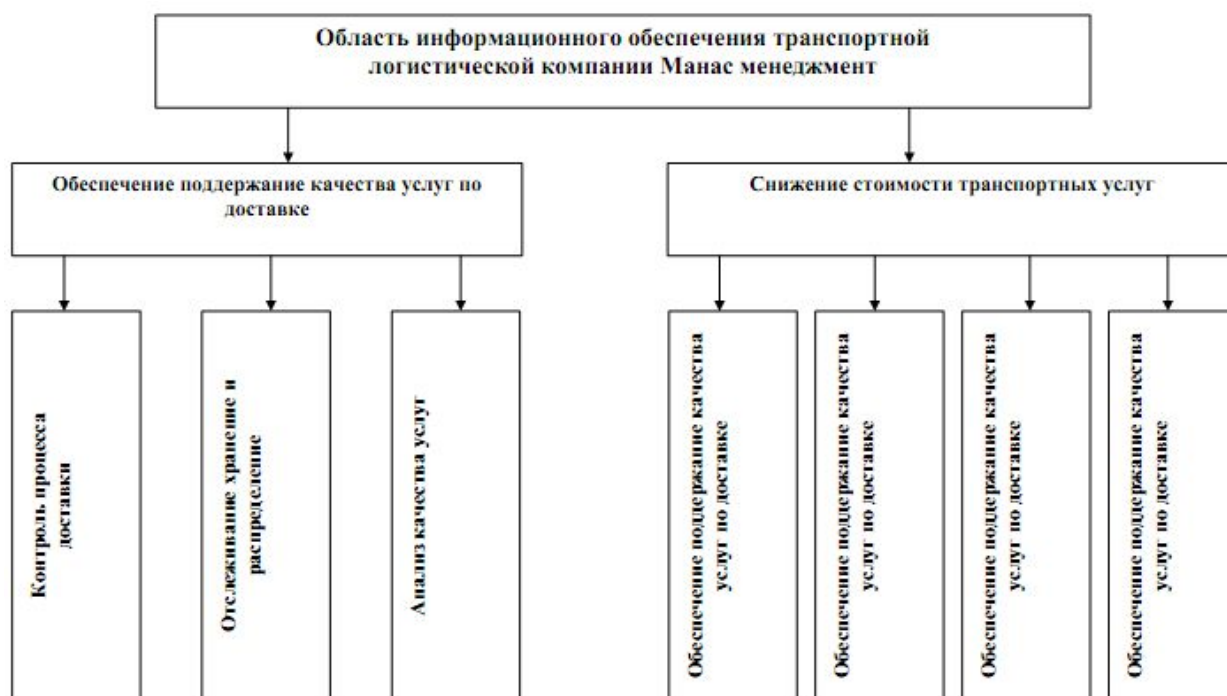 Область информационного обеспечения транспортной
логистической компании Манас менеджмент
Обеспечение поддержание качества услуг по
доставке
Снижение стоимости транспортных услуг
Контроль процесса
доставки
Отслеживание хранение и
распределение
Анализ качества услуг
Обеспечение поддержание качества
услуг по доставке
Обеспечение поддержание качества
услуг по доставке
Обеспечение поддержание качества
услуг по доставке
Обеспечение поддержание качества
услуг по доставке